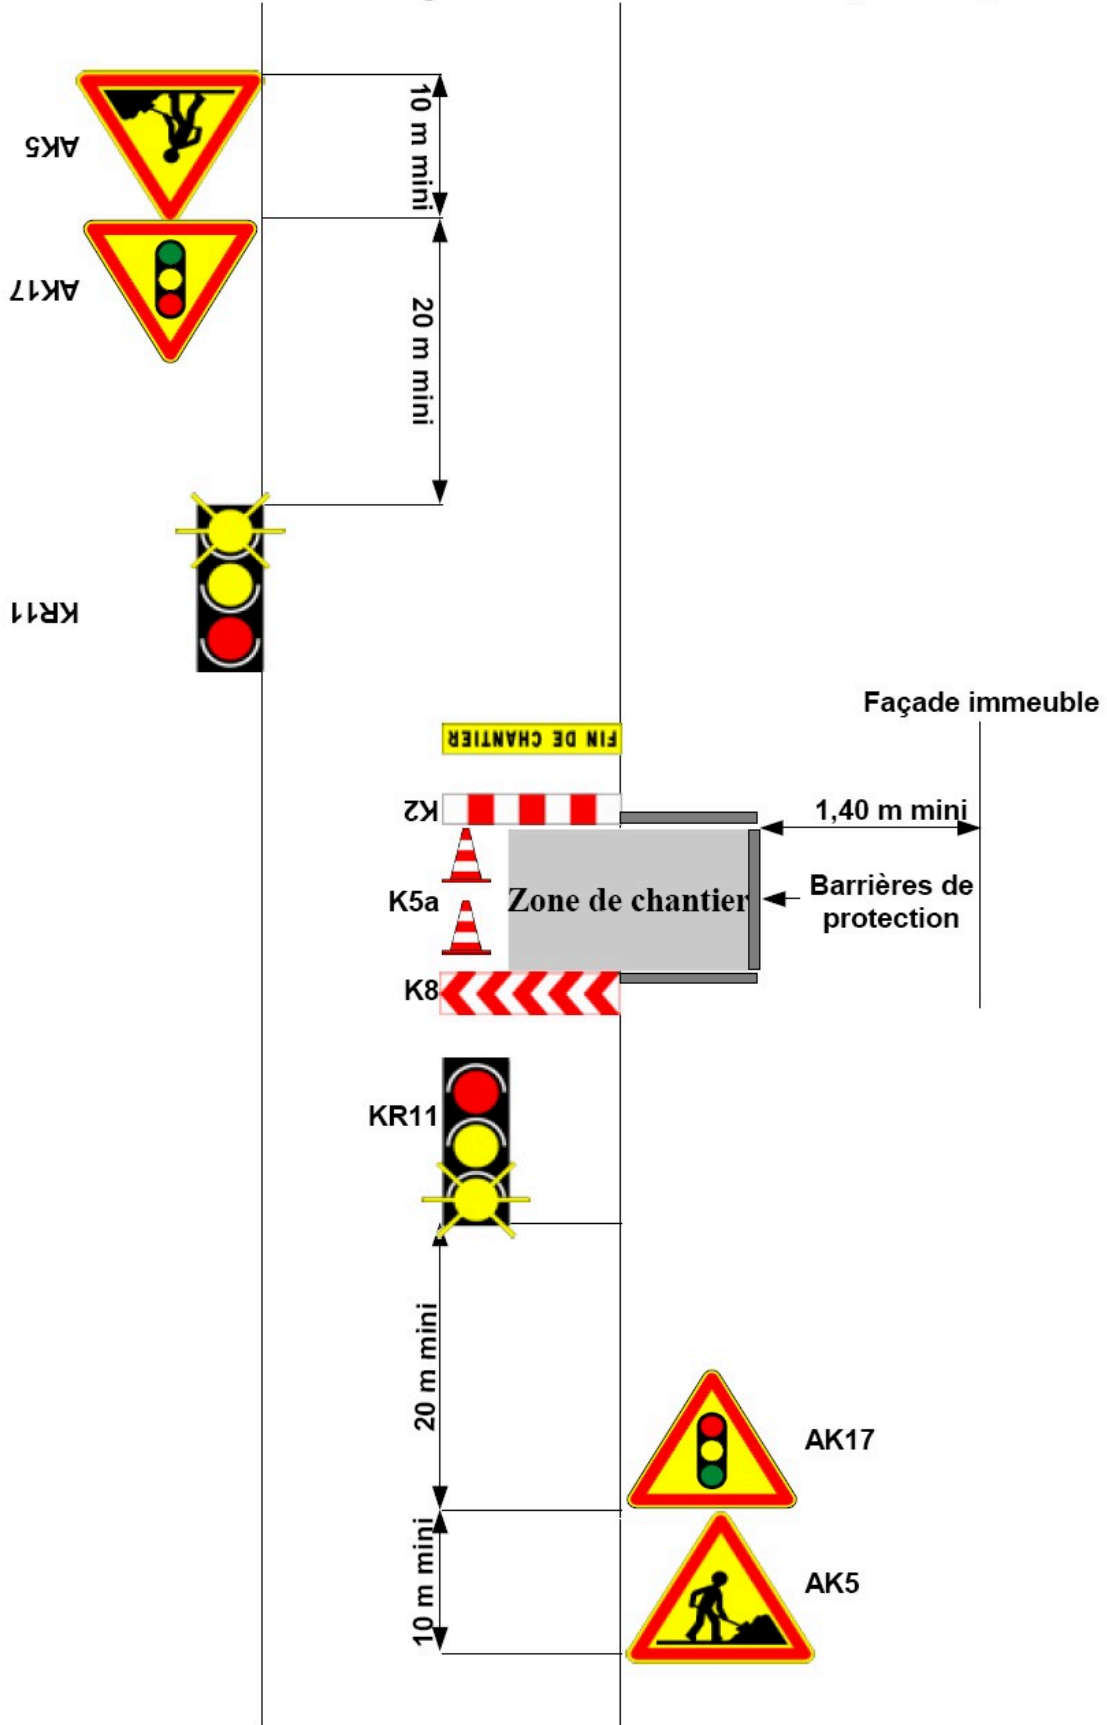 10 m mini
AK5
AK17
20 m mini
KR11
Façade immeuble
FIN DE CHANTIER
K2
1,40 m mini
K5a
Zone de chantier
Barrières de
protection
K8
KR11
20 m mini
AK17
10 m mini
AK5